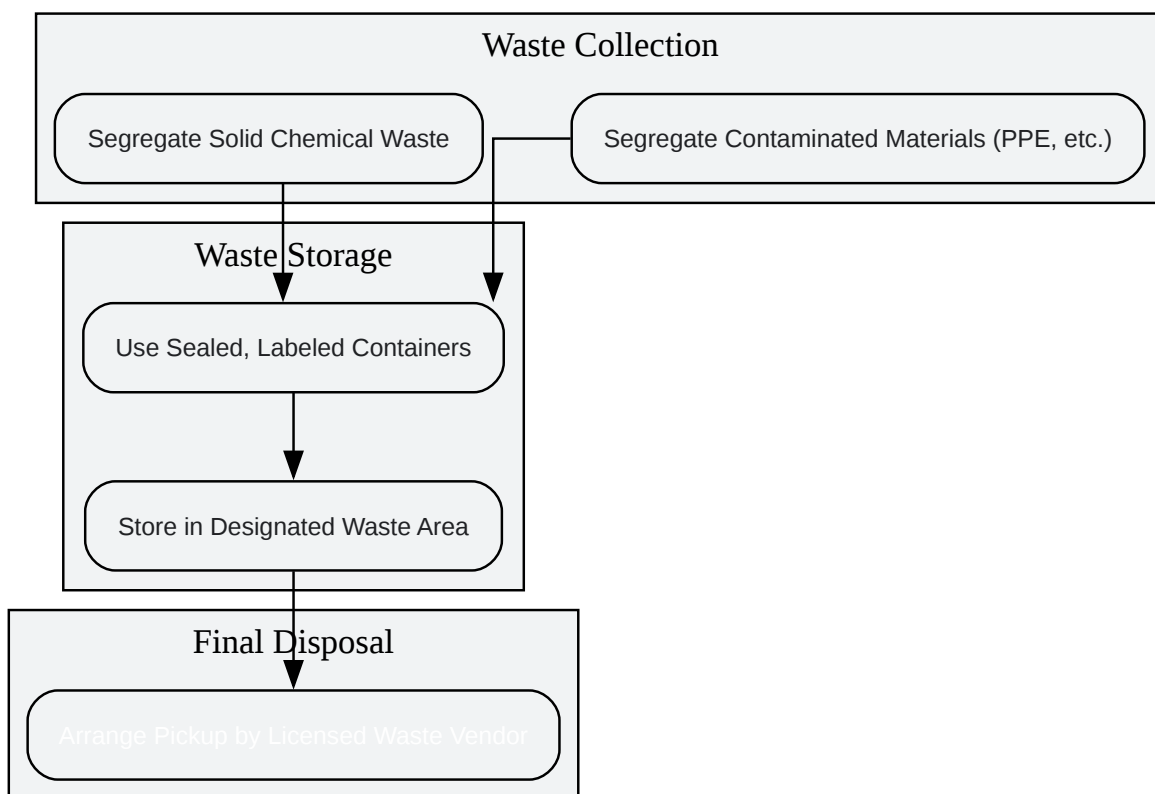 Waste Collection
Segregate Solid Chemical Waste
Segregate Contaminated Materials (PPE, etc.)
Waste Storage
Use Sealed, Labeled Containers
Store in Designated Waste Area
Final Disposal
Arrange Pickup by Licensed Waste Vendor